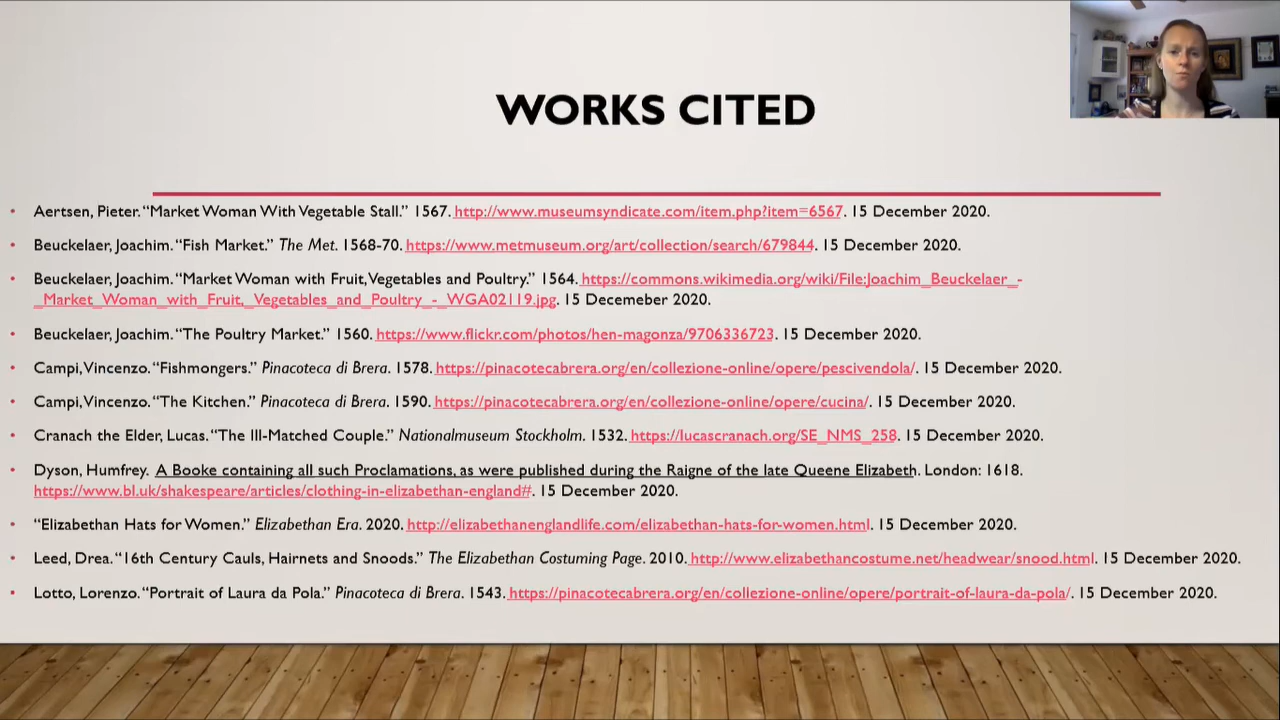 WORKS CITED
• Aertsen, Pieter. “Market Woman With Vegetable Stall.” 1567. http://www.museumsyndicate.com/item.php?item=6567. 15 December 2020.
• Beuckelaer, Joachim. “Fish Market.” The Met. 1568-70. https://www.metmuseum.org/art/collection/search/679844. 15 December 2020.
• Beuckelaer, Joachim. “Market Woman with Fruit, Vegetables and Poultry.” 1564. https://commons.wikimedia.org/wiki/File:Joachim_Beuckelaer_-
_Market_Woman_with_Fruit,_Vegetables_and_Poultry_-_WGA02119.jpg. 15 Decemeber 2020.
• Beuckelaer, Joachim. “The Poultry Market.” 1560. https://www.flickr.com/photos/hen-magonza/9706336723. 15 December 2020.
• Campi, Vincenzo. “Fishmongers.” Pinacoteca di Brera. 1578. https://pinacotecabrera.org/en/collezione-online/opere/pescivendola/. 15 December 2020.
• Campi, Vincenzo. “The Kitchen.” Pinacoteca di Brera. 1590. https://pinacotecabrera.org/en/collezione-online/opere/cucina/. 15 December 2020.
• Cranach the Elder, Lucas. “The Ill-Matched Couple.” Nationalmuseum Stockholm. 1532. https://lucascranach.org/SE_NMS_258. 15 December 2020.
• Dyson, Humfrey. A Booke containing all such Proclamations, as were published during the Raigne of the late Queene Elizabeth. London: 1618.
https://www.bl.uk/shakespeare/articles/clothing-in-elizabethan-england#. 15 December 2020.
• “Elizabethan Hats for Women.” Elizabethan Era. 2020. http://elizabethanenglandlife.com/elizabethan-hats-for-women.html. 15 December 2020.
• Leed, Drea. “16th Century Cauls, Hairnets and Snoods.” The Elizabethan Costuming Page. 2010. http://www.elizabethancostume.net/headwear/snood.html. 15 December 2020.
• Lotto, Lorenzo. “Portrait of Laura da Pola.” Pinacoteca di Brera. 1543. https://pinacotecabrera.org/en/collezione-online/opere/portrait-of-laura-da-pola/. 15 December 2020.